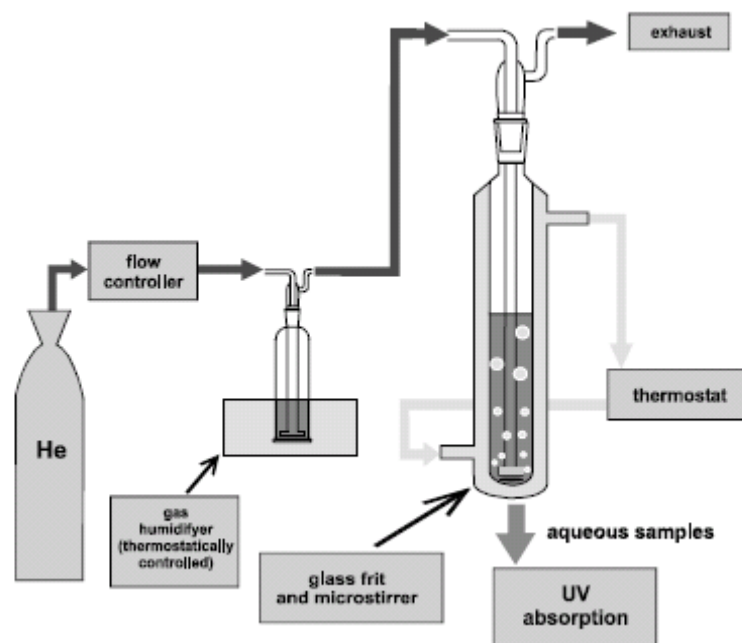 exhaust
flow
controller
He
thermostat
gas
humidifyer
(thermostatically
controlled)
glass frit
and microstirrer
aqueous samples
UV
absorption